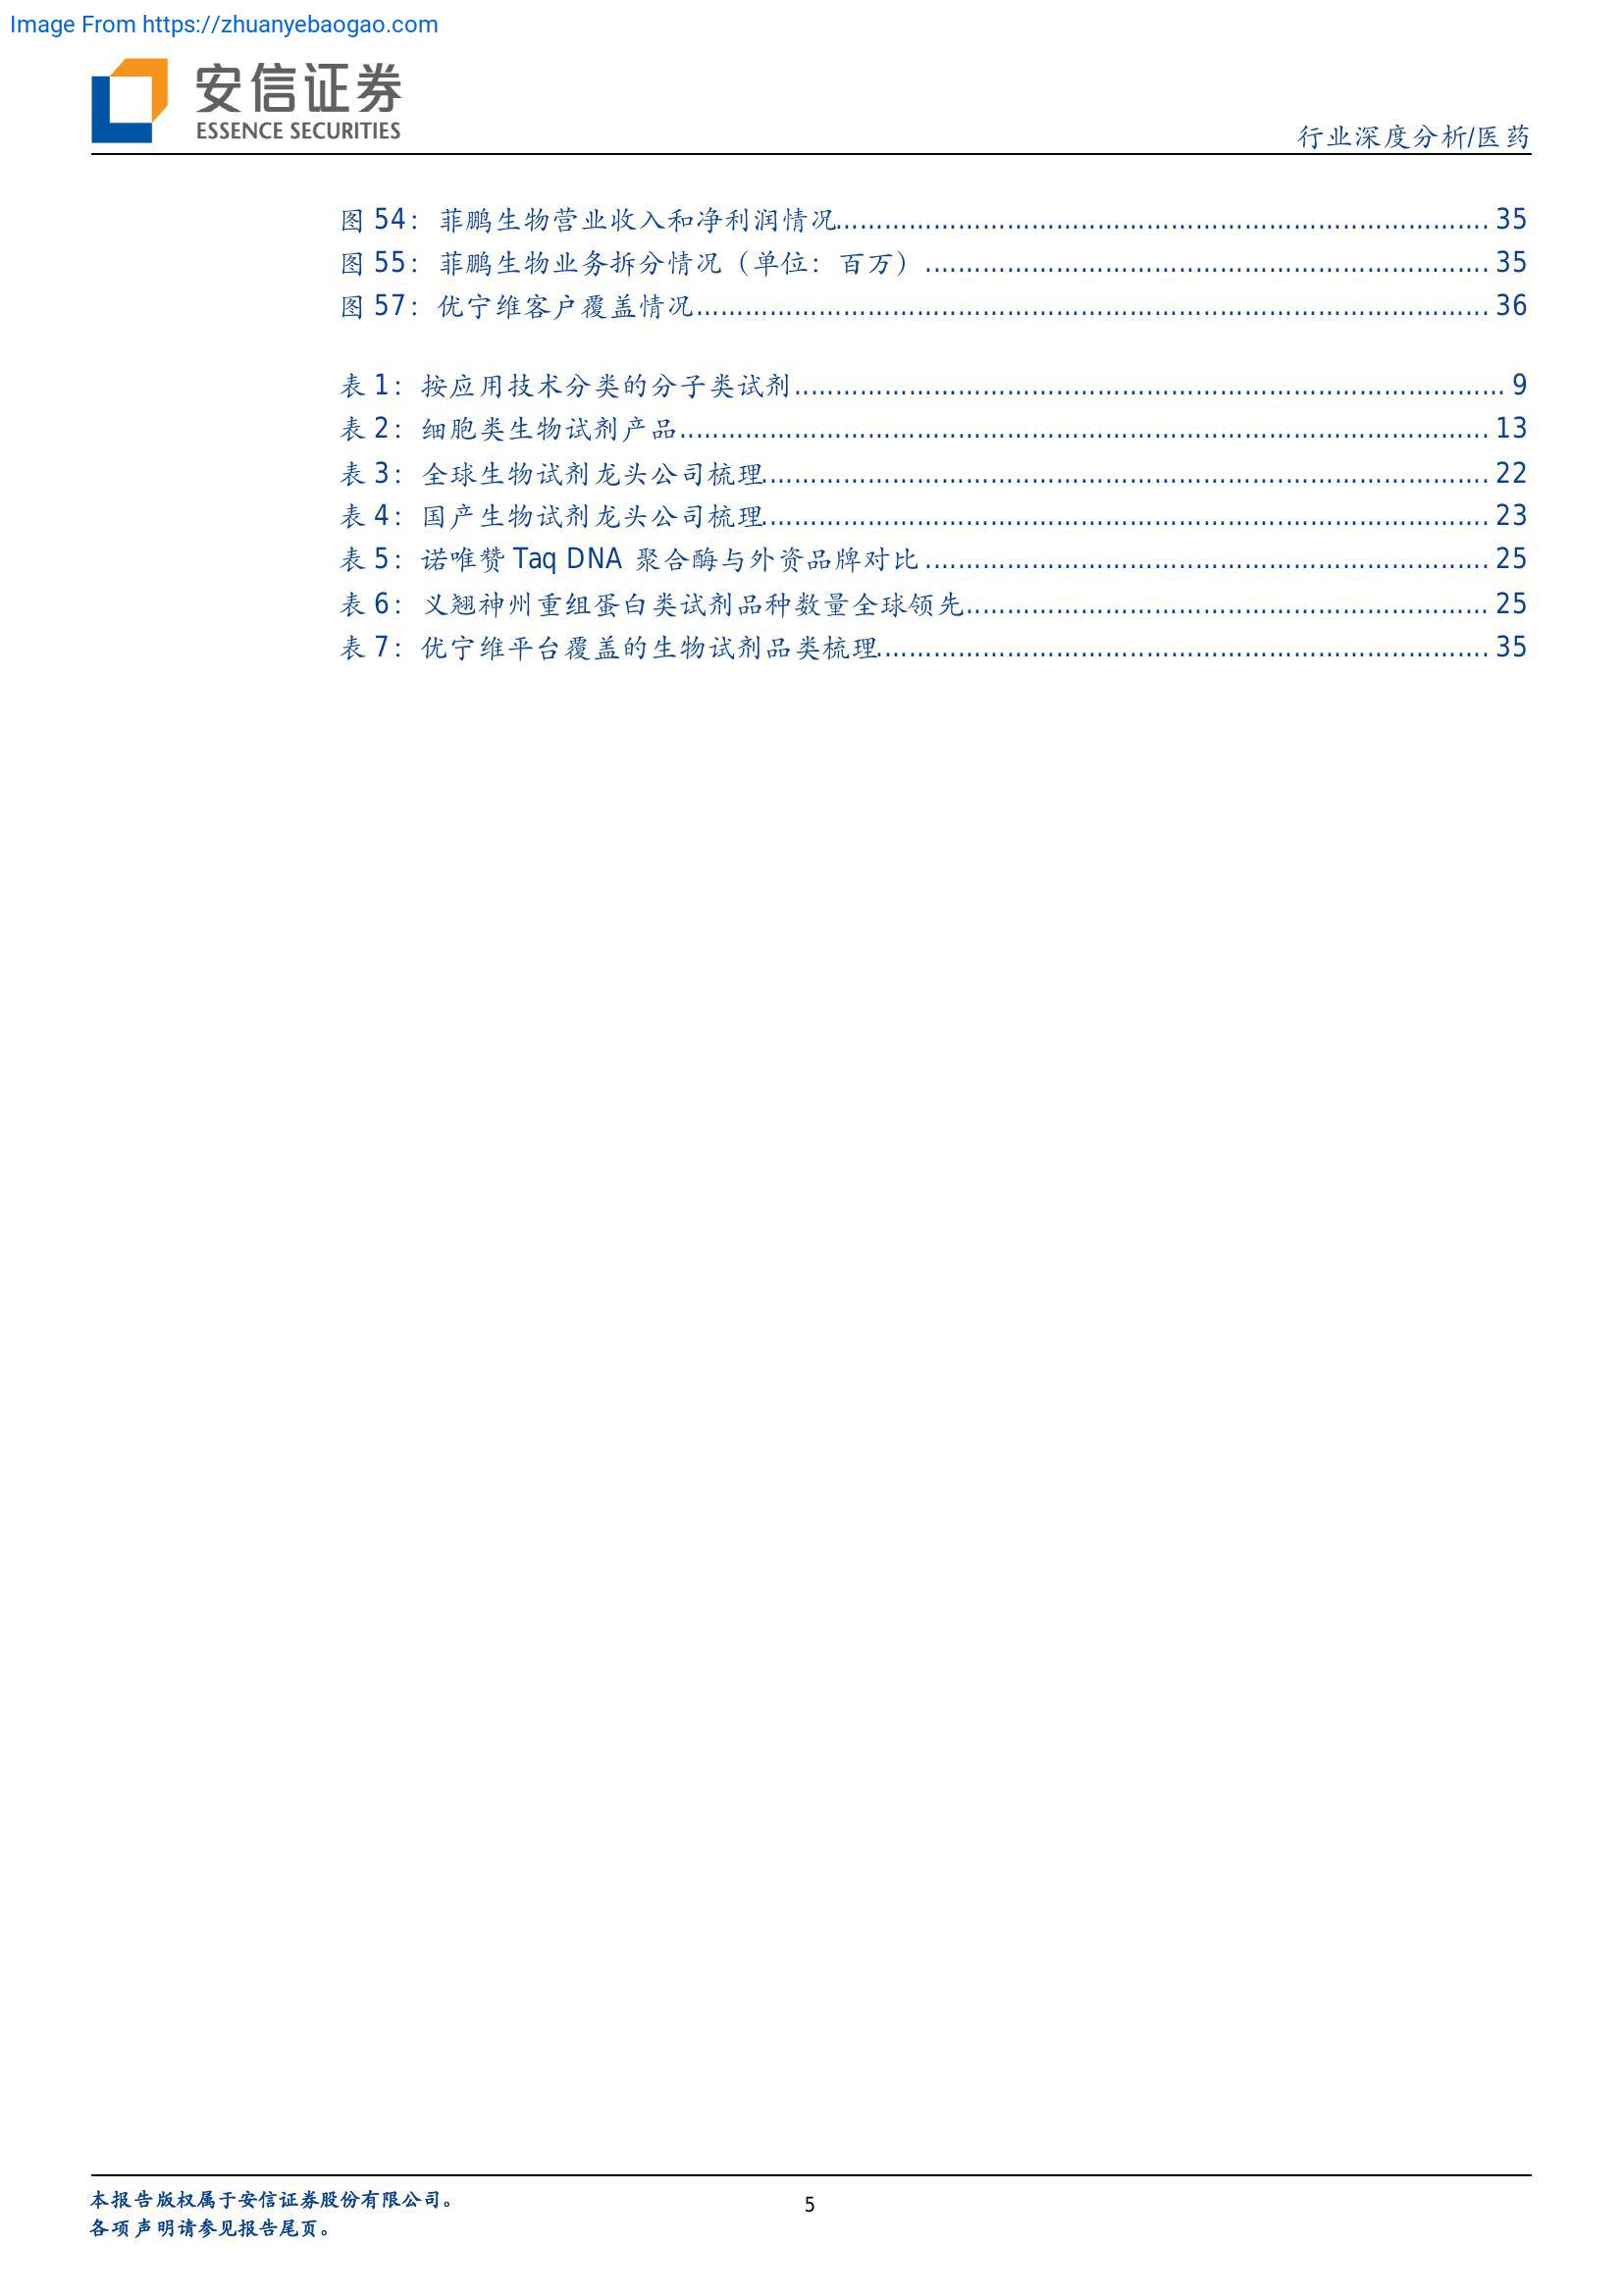 Image From https://zhuanyebaogao.com
安信证券
ESSENCE SECURITIES
行业深度分析/医药
图 54：菲鹏生物营业收入和净利润情况 35
图 55：菲鹏生物业务拆分情况（单位：百万） 35
图 57：优宁维客户覆盖情况 36
表 1：按应用技术分类的分子类试剂 9
表 2：细胞类生物试剂产品 13
表 3：全球生物试剂龙头公司梳理 22
表 4：国产生物试剂龙头公司梳理 23
表 5：诺唯赞 Taq DNA 聚合酶与外资品牌对比 25
表 6：义翘神州重组蛋白类试剂品种数量全球领先 25
表 7：优宁维平台覆盖的生物试剂品类梳理 35
本报告版权属于安信证券股份有限公司。
各项声明请参见报告尾页。
5